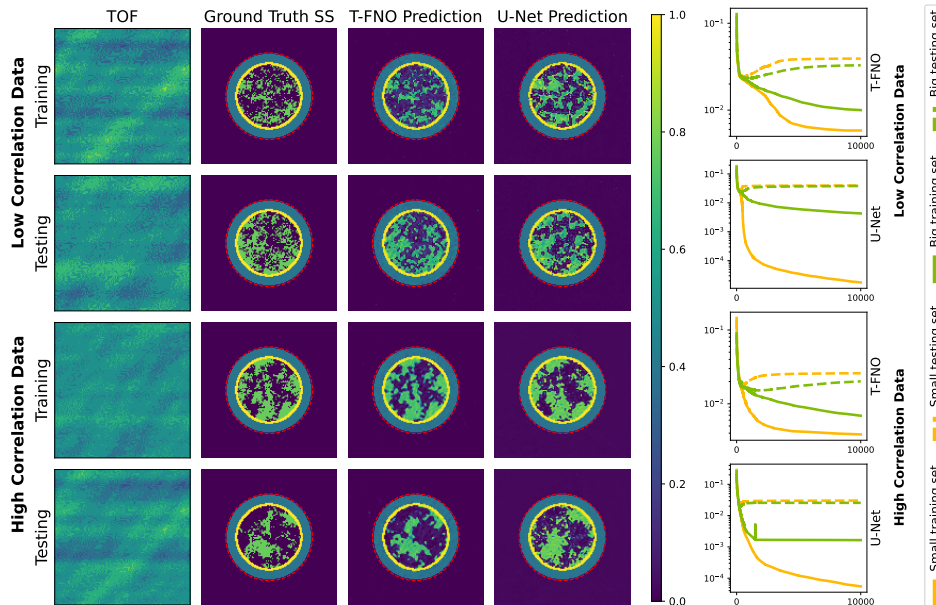 TOF
Ground Truth SS
T-FNO Prediction
U-Net Prediction
Low Correlation Data
Training
Testing
High Correlation Data
Training
Testing
1.0
0.8
0.6
0.4
0.2
0.0
10⁻¹
10⁻²
0
10000
T-FNO
10⁻¹
10⁻²
10⁻³
10⁻⁴
0
10000
U-Net
Low Correlation Data
10⁻¹
10⁻²
0
10000
T-FNO
10⁻¹
10⁻²
10⁻³
10⁻⁴
0
10000
U-Net
High Correlation Data
Small training set
Small testing set
Big training set
Big testing set